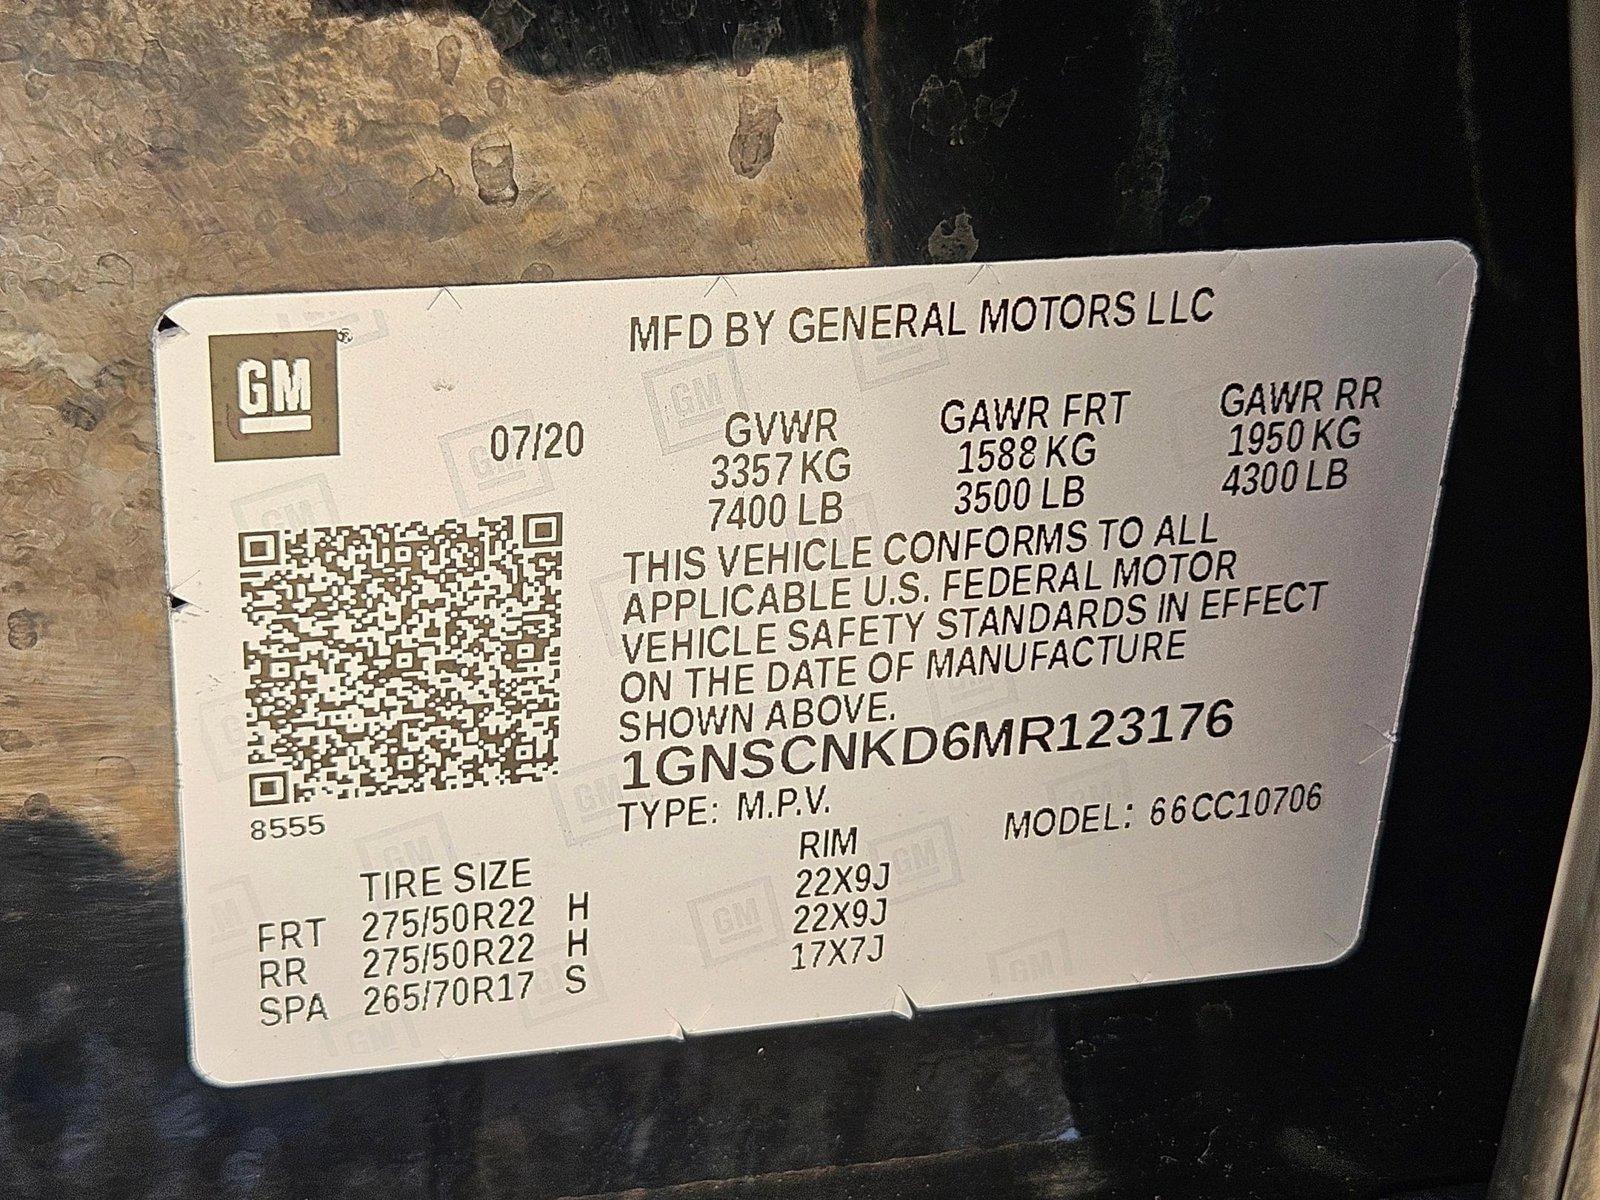 GM®
MFD BY GENERAL MOTORS LLC
07/20
GVWR GAWR FRT GAWR RR
3357 KG 1588 KG 1950 KG
7400 LB 3500 LB 4300 LB
THIS VEHICLE CONFORMS TO ALL
APPLICABLE U.S. FEDERAL MOTOR
VEHICLE SAFETY STANDARDS IN EFFECT
ON THE DATE OF MANUFACTURE
SHOWN ABOVE.
1GNSCNKD6MR123176
TYPE: M.P.V. MODEL: 66CC10706
8555
TIRE SIZE RIM
FRT 275/50R22 H 22X9J
RR 275/50R22 H 22X9J
SPA 265/70R17 S 17X7J